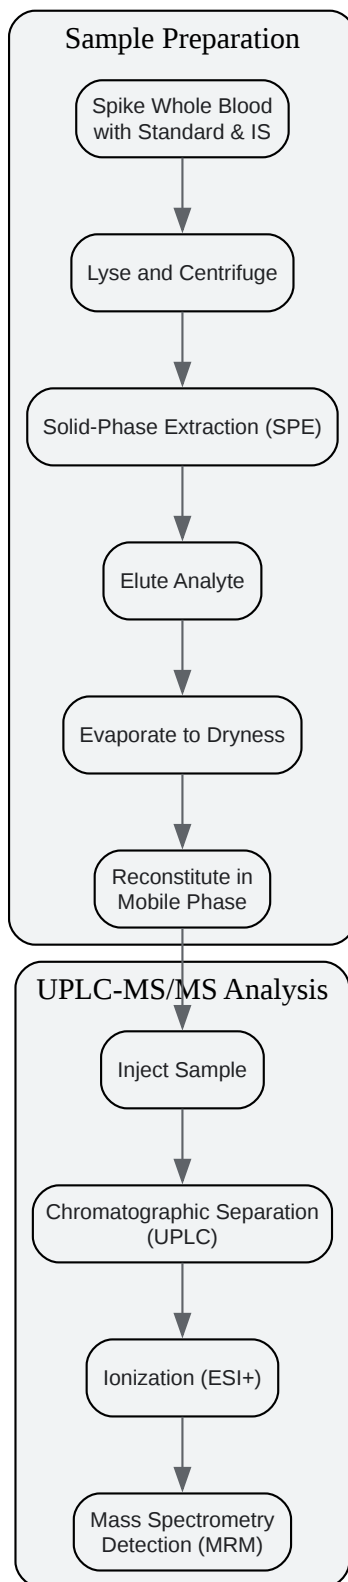 Sample Preparation
Spike Whole Blood
with Standard & IS
Lyse and Centrifuge
Solid-Phase Extraction (SPE)
Elute Analyte
Evaporate to Dryness
Reconstitute in
Mobile Phase
UPLC-MS/MS Analysis
Inject Sample
Chromatographic Separation
(UPLC)
Ionization (ESI+)
Mass Spectrometry
Detection (MRM)